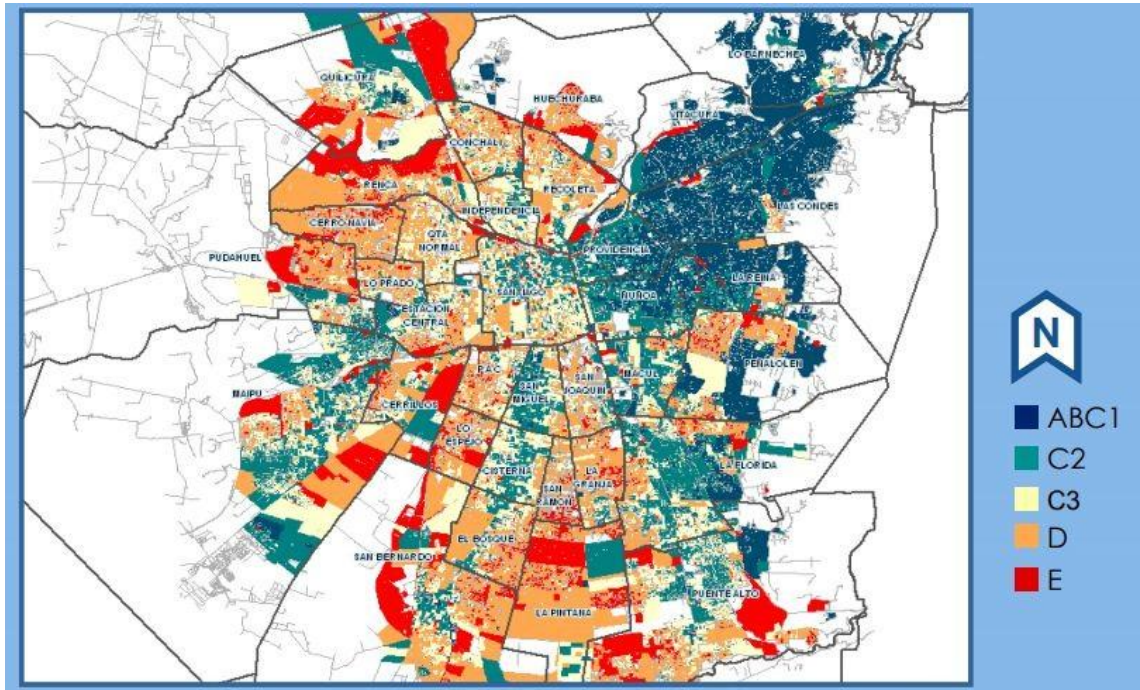 LO BARNECHEA
QUILICURA
HUECHURABA
VITACURA
CONCHALI
RENCA
RECOLETA
INDEPENDENCIA
LAS CONDES
CERRO NAVIA
QTA
NORMAL
PROVIDENCIA
PUDAHUEL
LA REINA
LO PRADO
SANTIAGO
ÑUÑOA
ESTACION
CENTRAL
PEÑALOLEN
P.A.C.
SAN
MIGUEL
SAN
JOAQUIN
MACUL
MAIPU
CERRILLOS
LO
ESPEJO
LA
CISTERNA
LA
GRANJA
LA FLORIDA
SAN
RAMON
EL BOSQUE
SAN BERNARDO
PUENTE ALTO
LA PINTANA
N
ABC1
C2
C3
D
E